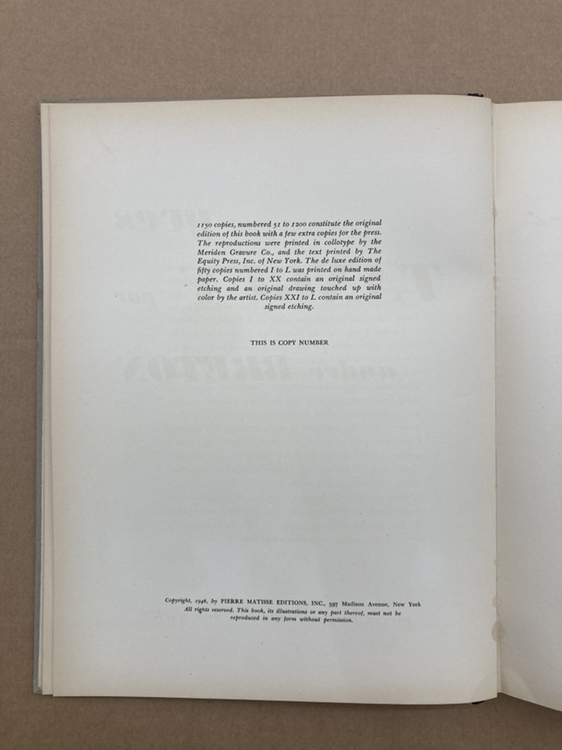 1150 copies, numbered 51 to 1200 constitute the original
edition of this book with a few extra copies for the press.
The reproductions were printed in collotype by the
Meriden Gravure Co., and the text printed by The
Equity Press, Inc. of New York. The de luxe edition of
fifty copies numbered I to L was printed on hand made
paper. Copies I to XX contain an original signed
etching and an original drawing touched up with
color by the artist. Copies XXI to L contain an original
signed etching.
THIS IS COPY NUMBER
Copyright, 1946, by PIERRE MATISSE EDITIONS, INC., 597 Madison Avenue, New York
All rights reserved. This book, its illustrations or any part thereof, must not be
reproduced in any form without permission.